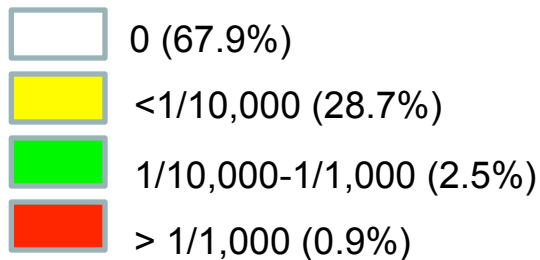 0 (67.9%)
<1/10,000 (28.7%)
1/10,000-1/1,000 (2.5%)
> 1/1,000 (0.9%)